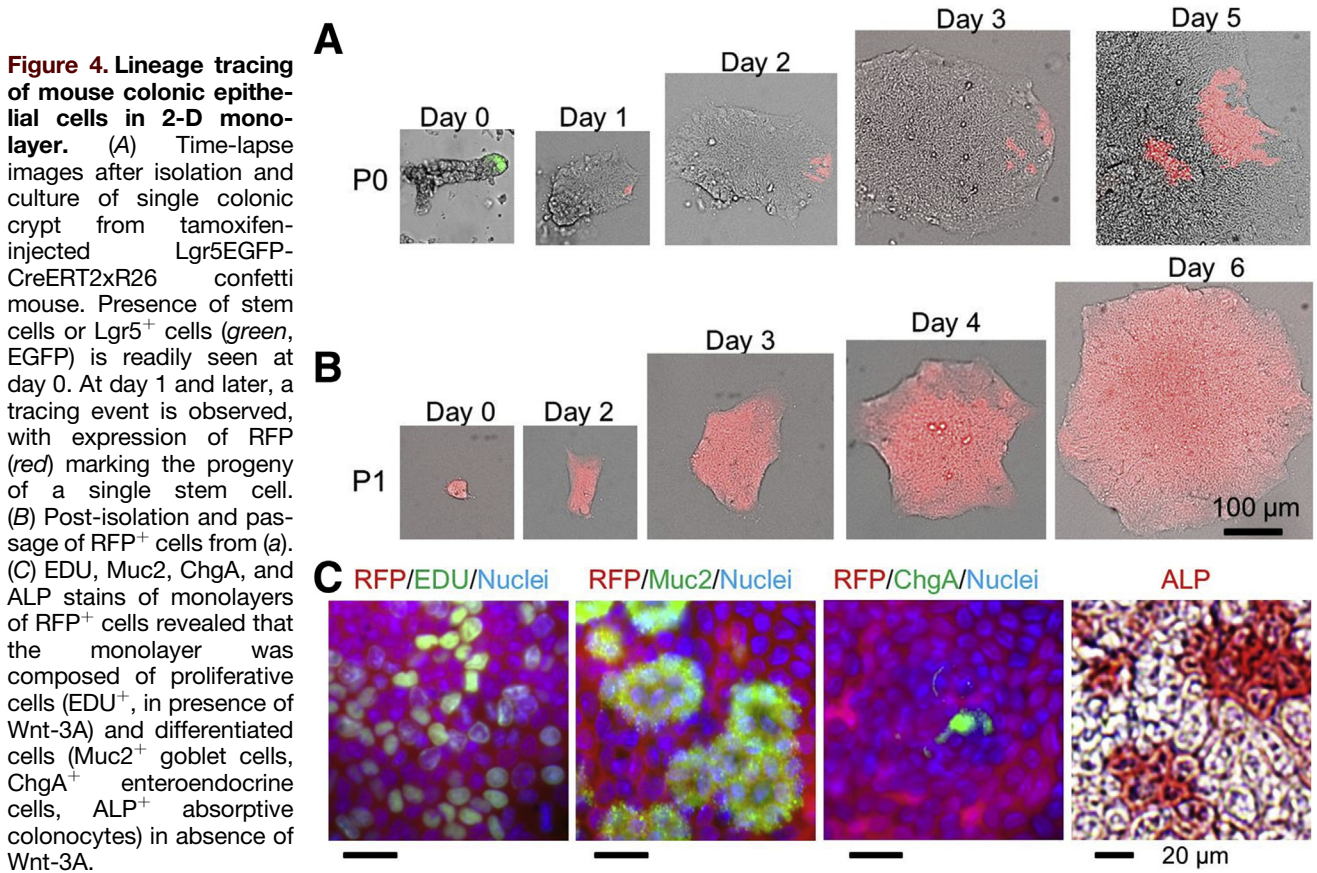 Figure 4. Lineage tracing
of mouse colonic epithe-
lial cells in 2-D mono-
layer. (A) Time-lapse
images after isolation and
culture of single colonic
crypt from tamoxifen-
injected Lgr5EGFP-
CreERT2xR26 confetti
mouse. Presence of stem
cells or Lgr5+ cells (green,
EGFP) is readily seen at
day 0. At day 1 and later, a
tracing event is observed,
with expression of RFP
(red) marking the progeny
of a single stem cell.
(B) Post-isolation and pas-
sage of RFP+ cells from (a).
(C) EDU, Muc2, ChgA, and
ALP stains of monolayers
of RFP+ cells revealed that
the monolayer was
composed of proliferative
cells (EDU+, in presence of
Wnt-3A) and differentiated
cells (Muc2+ goblet cells,
ChgA+ enteroendocrine
cells, ALP+ absorptive
colonocytes) in absence of
Wnt-3A.
A
P0
Day 0
Day 1
Day 2
Day 3
Day 5
B
P1
Day 0
Day 2
Day 3
Day 4
Day 6
100 µm
C
RFP/EDU/Nuclei
RFP/Muc2/Nuclei
RFP/ChgA/Nuclei
ALP
20 µm